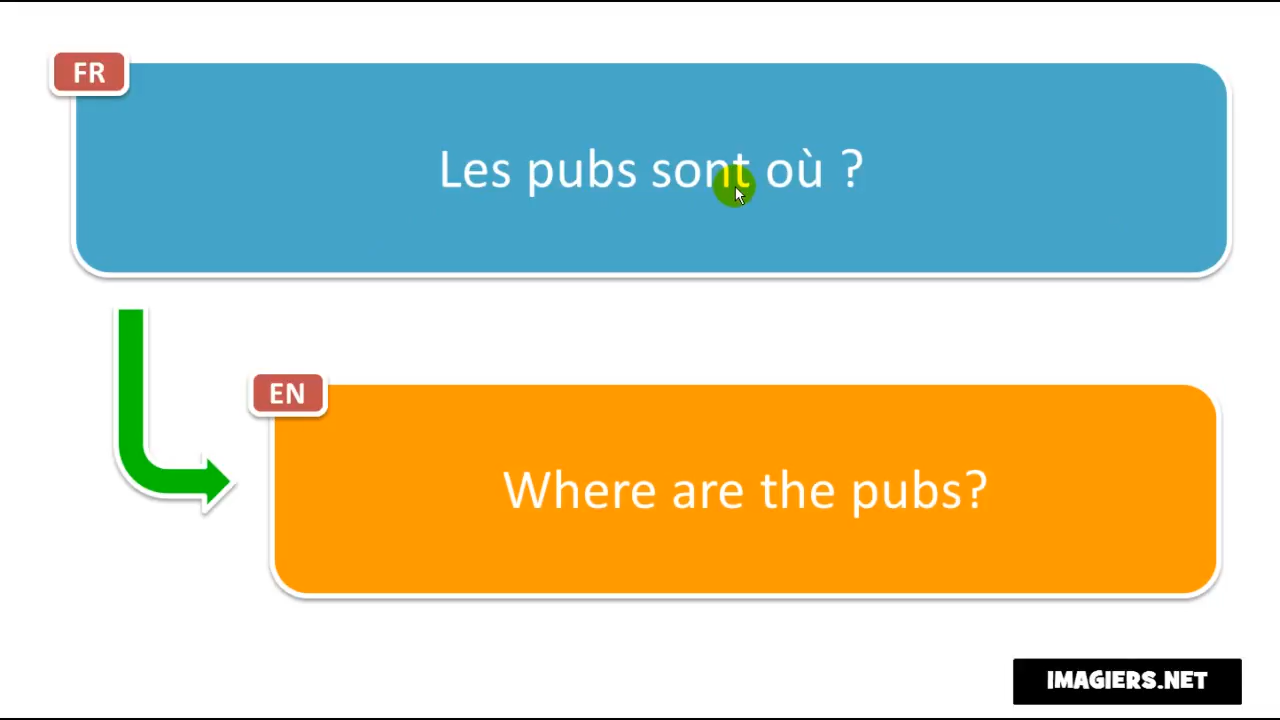 FR
Les pubs sont où ?
EN
Where are the pubs?
IMAGIERS.NET